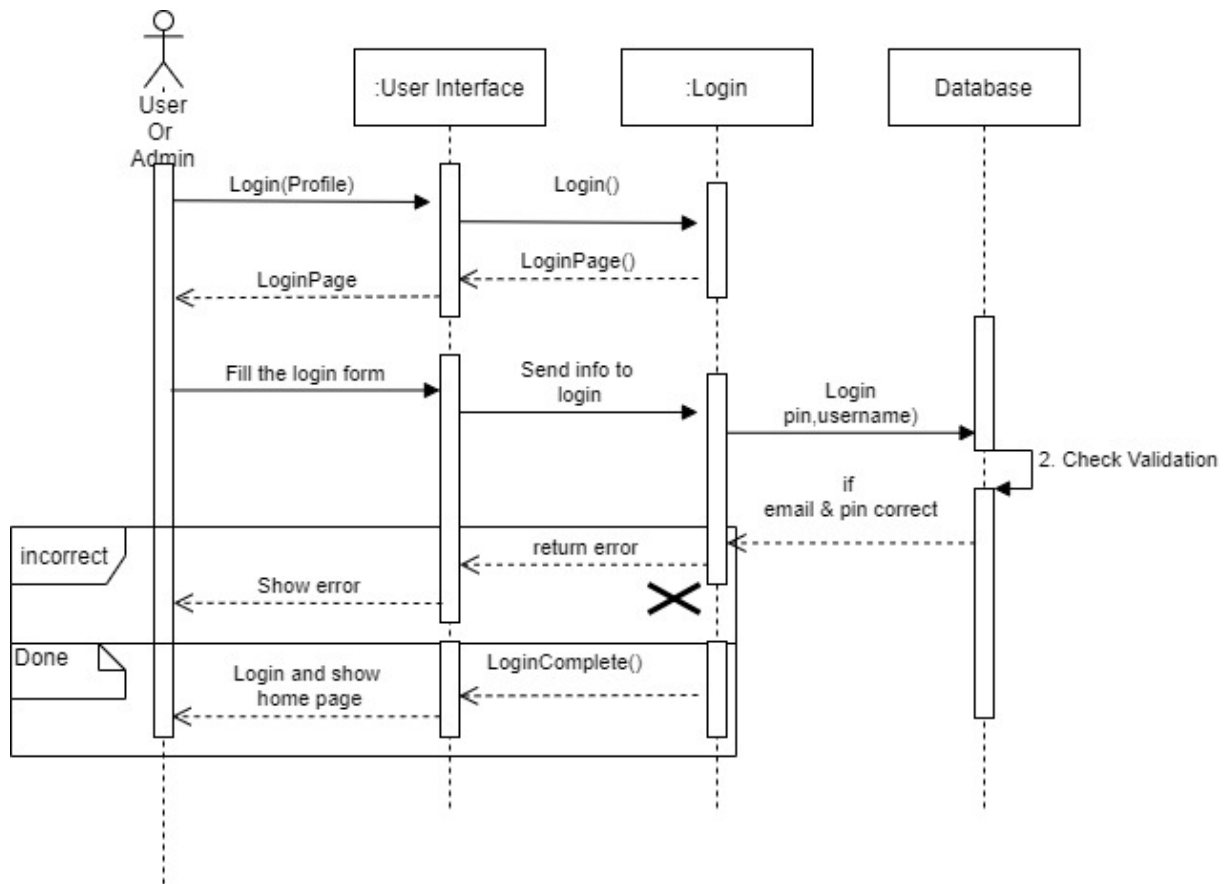 User
Or
Admin
:User Interface
:Login
Database
Login(Profile)
Login()
LoginPage()
LoginPage
Fill the login form
Send info to
login
Login
pin,username)
2. Check Validation
if
email & pin correct
incorrect
return error
Show error
Done
LoginComplete()
Login and show
home page